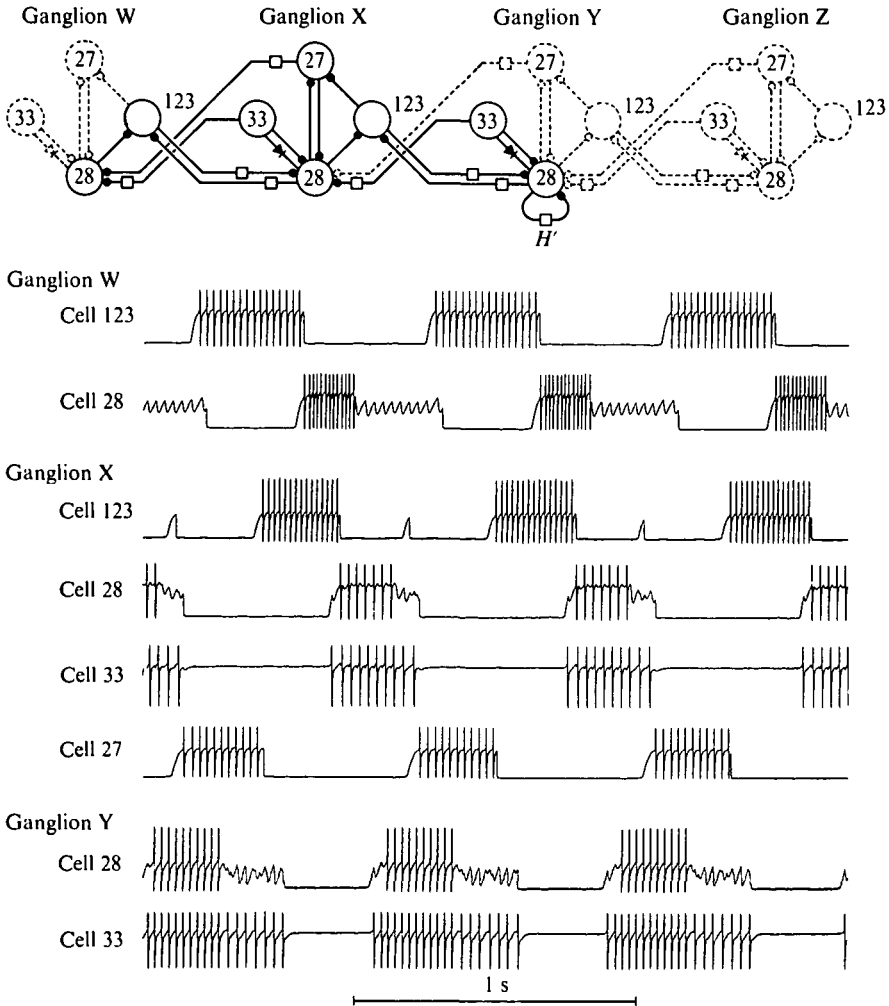 Ganglion W Ganglion X Ganglion Y Ganglion Z
27 27 27 27
33 123 33 123 33 123 33 123
28 28 28 28
H'
Ganglion W
Cell 123
Cell 28
Ganglion X
Cell 123
Cell 28
Cell 33
Cell 27
Ganglion Y
Cell 28
Cell 33
1 s